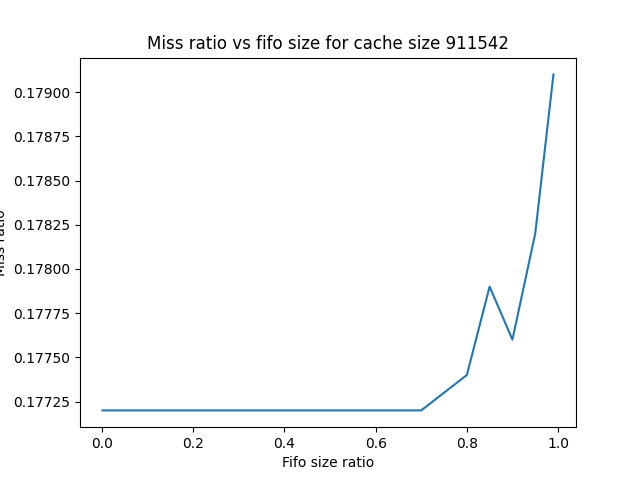 Miss ratio vs fifo size for cache size 911542
0.17900
0.17875
0.17850
0.17825
0.17800
0.17775
0.17750
0.17725
Miss ratio
0.0 0.2 0.4 0.6 0.8 1.0
Fifo size ratio